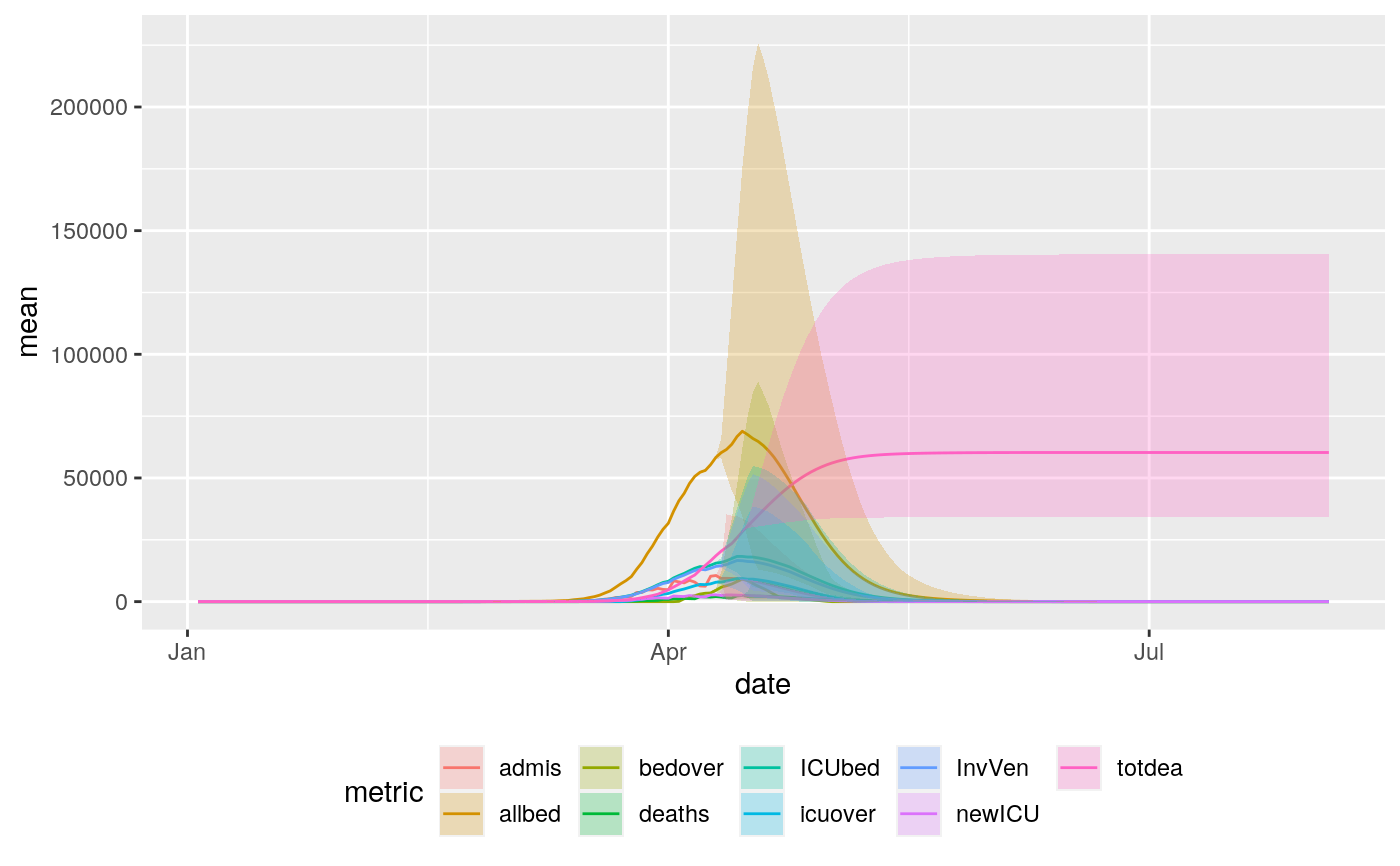 mean
200000
150000
100000
50000
0
Jan Apr Jul
date
metric
admis bedover ICUbed InvVen totdea
allbed deaths icuover newICU